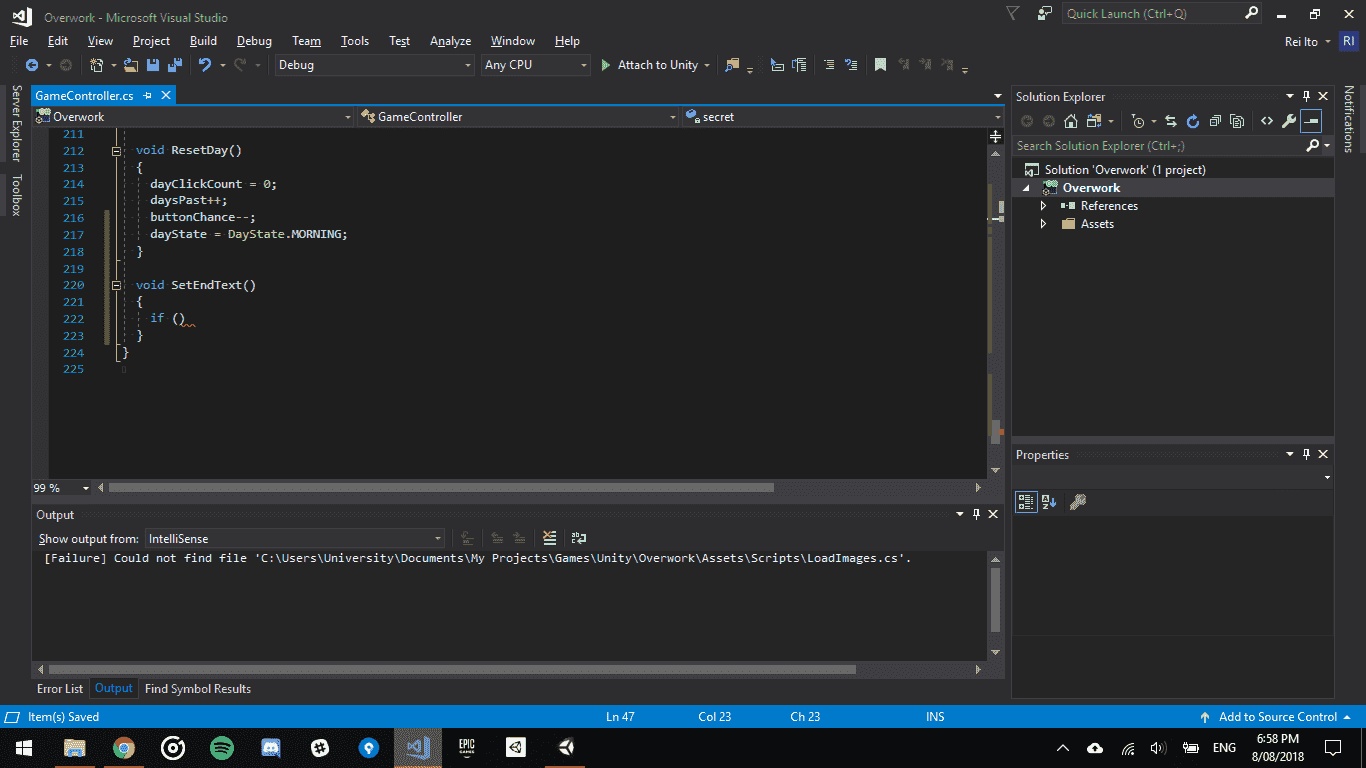 Overwork - Microsoft Visual Studio
Quick Launch (Ctrl+Q)
File Edit View Project Build Debug Team Tools Test Analyze Window Help
Rei Ito RI
Debug Any CPU Attach to Unity
Server Explorer
Toolbox
GameController.cs
Overwork GameController secret
211
212 void ResetDay()
213 {
214 dayClickCount = 0;
215 daysPast++;
216 buttonChance--;
217 dayState = DayState.MORNING;
218 }
219
220 void SetEndText()
221 {
222 if ()
223 }
224 }
225
99 %
Output
Show output from: IntelliSense
[Failure] Could not find file 'C:\Users\University\Documents\My Projects\Games\Unity\Overwork\Assets\Scripts\LoadImages.cs'.
Error List Output Find Symbol Results
Solution Explorer
Search Solution Explorer (Ctrl+;)
Solution 'Overwork' (1 project)
Overwork
References
Assets
Properties
Notifications
Item(s) Saved Ln 47 Col 23 Ch 23 INS Add to Source Control
EPIC
GAMES
ENG
6:58 PM
8/08/2018